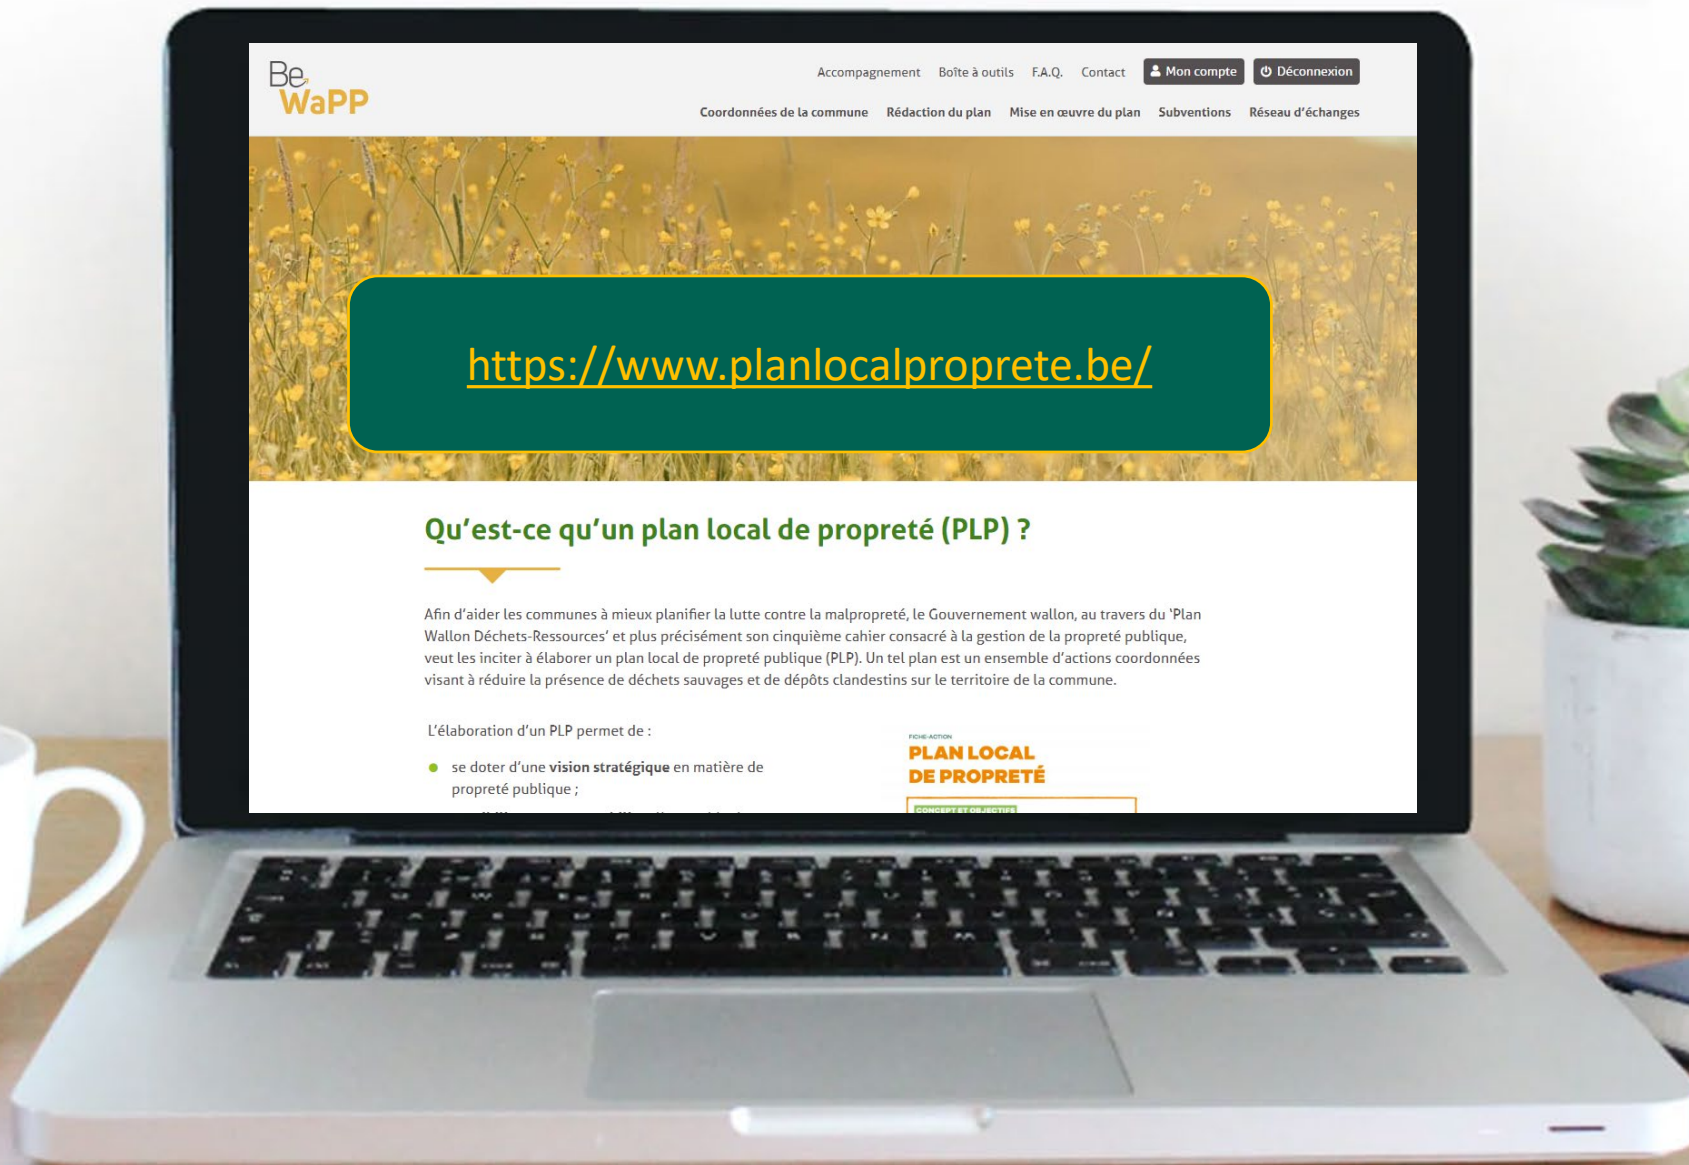 Be
WaPP
Accompagnement Boîte à outils F.A.Q. Contact Mon compte Déconnexion
Coordonnées de la commune Rédaction du plan Mise en œuvre du plan Subventions Réseau d'échanges
https://www.planlocalproprete.be/
Qu'est-ce qu'un plan local de propreté (PLP) ?
Afin d'aider les communes à mieux planifier la lutte contre la malpropreté, le Gouvernement wallon, au travers du 'Plan
Wallon Déchets-Ressources' et plus précisément son cinquième cahier consacré à la gestion de la propreté publique,
veut les inciter à élaborer un plan local de propreté publique (PLP). Un tel plan est un ensemble d'actions coordonnées
visant à réduire la présence de déchets sauvages et de dépôts clandestins sur le territoire de la commune.
L'élaboration d'un PLP permet de :
se doter d'une vision stratégique en matière de
propreté publique ;
FICHE-ACTION
PLAN LOCAL
DE PROPRETÉ
CONCEPT ET OBJECTIFS